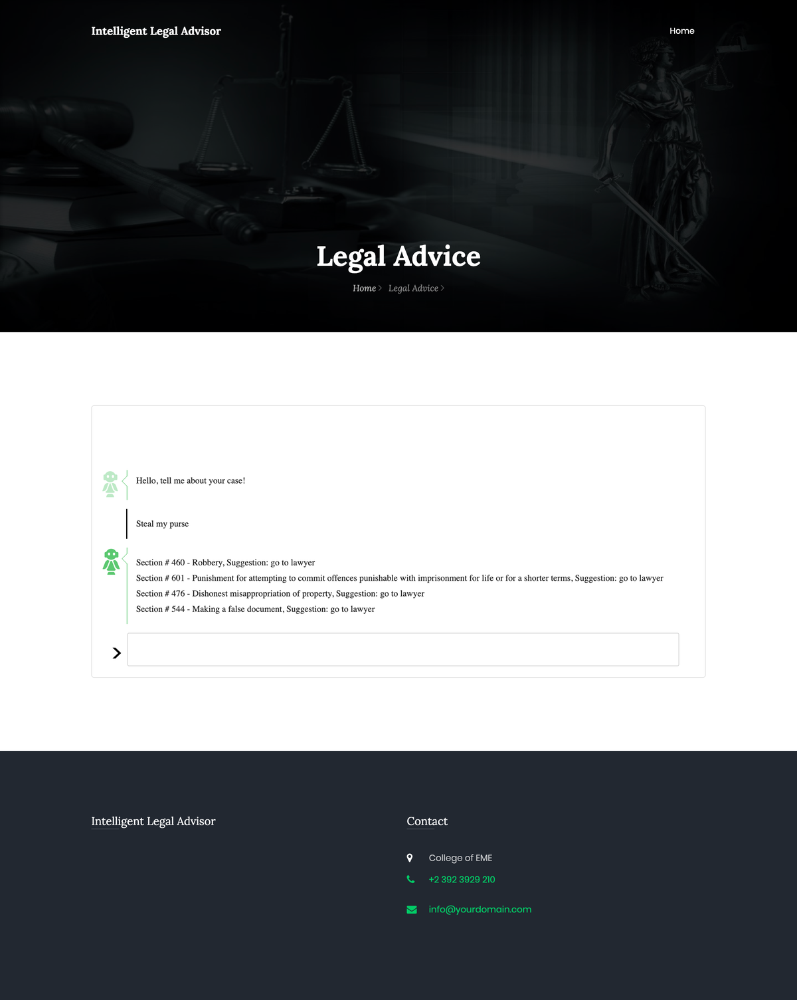 Intelligent Legal Advisor
Home
Legal Advice
Home > Legal Advice >
Hello, tell me about your case!
Steal my purse
Section # 460 - Robbery, Suggestion: go to lawyer
Section # 601 - Punishment for attempting to commit offences punishable with imprisonment for life or for a shorter terms, Suggestion: go to lawyer
Section # 476 - Dishonest misappropriation of property, Suggestion: go to lawyer
Section # 544 - Making a false document, Suggestion: go to lawyer
Intelligent Legal Advisor
Contact
College of EME
+2 392 3929 210
info@yourdomain.com